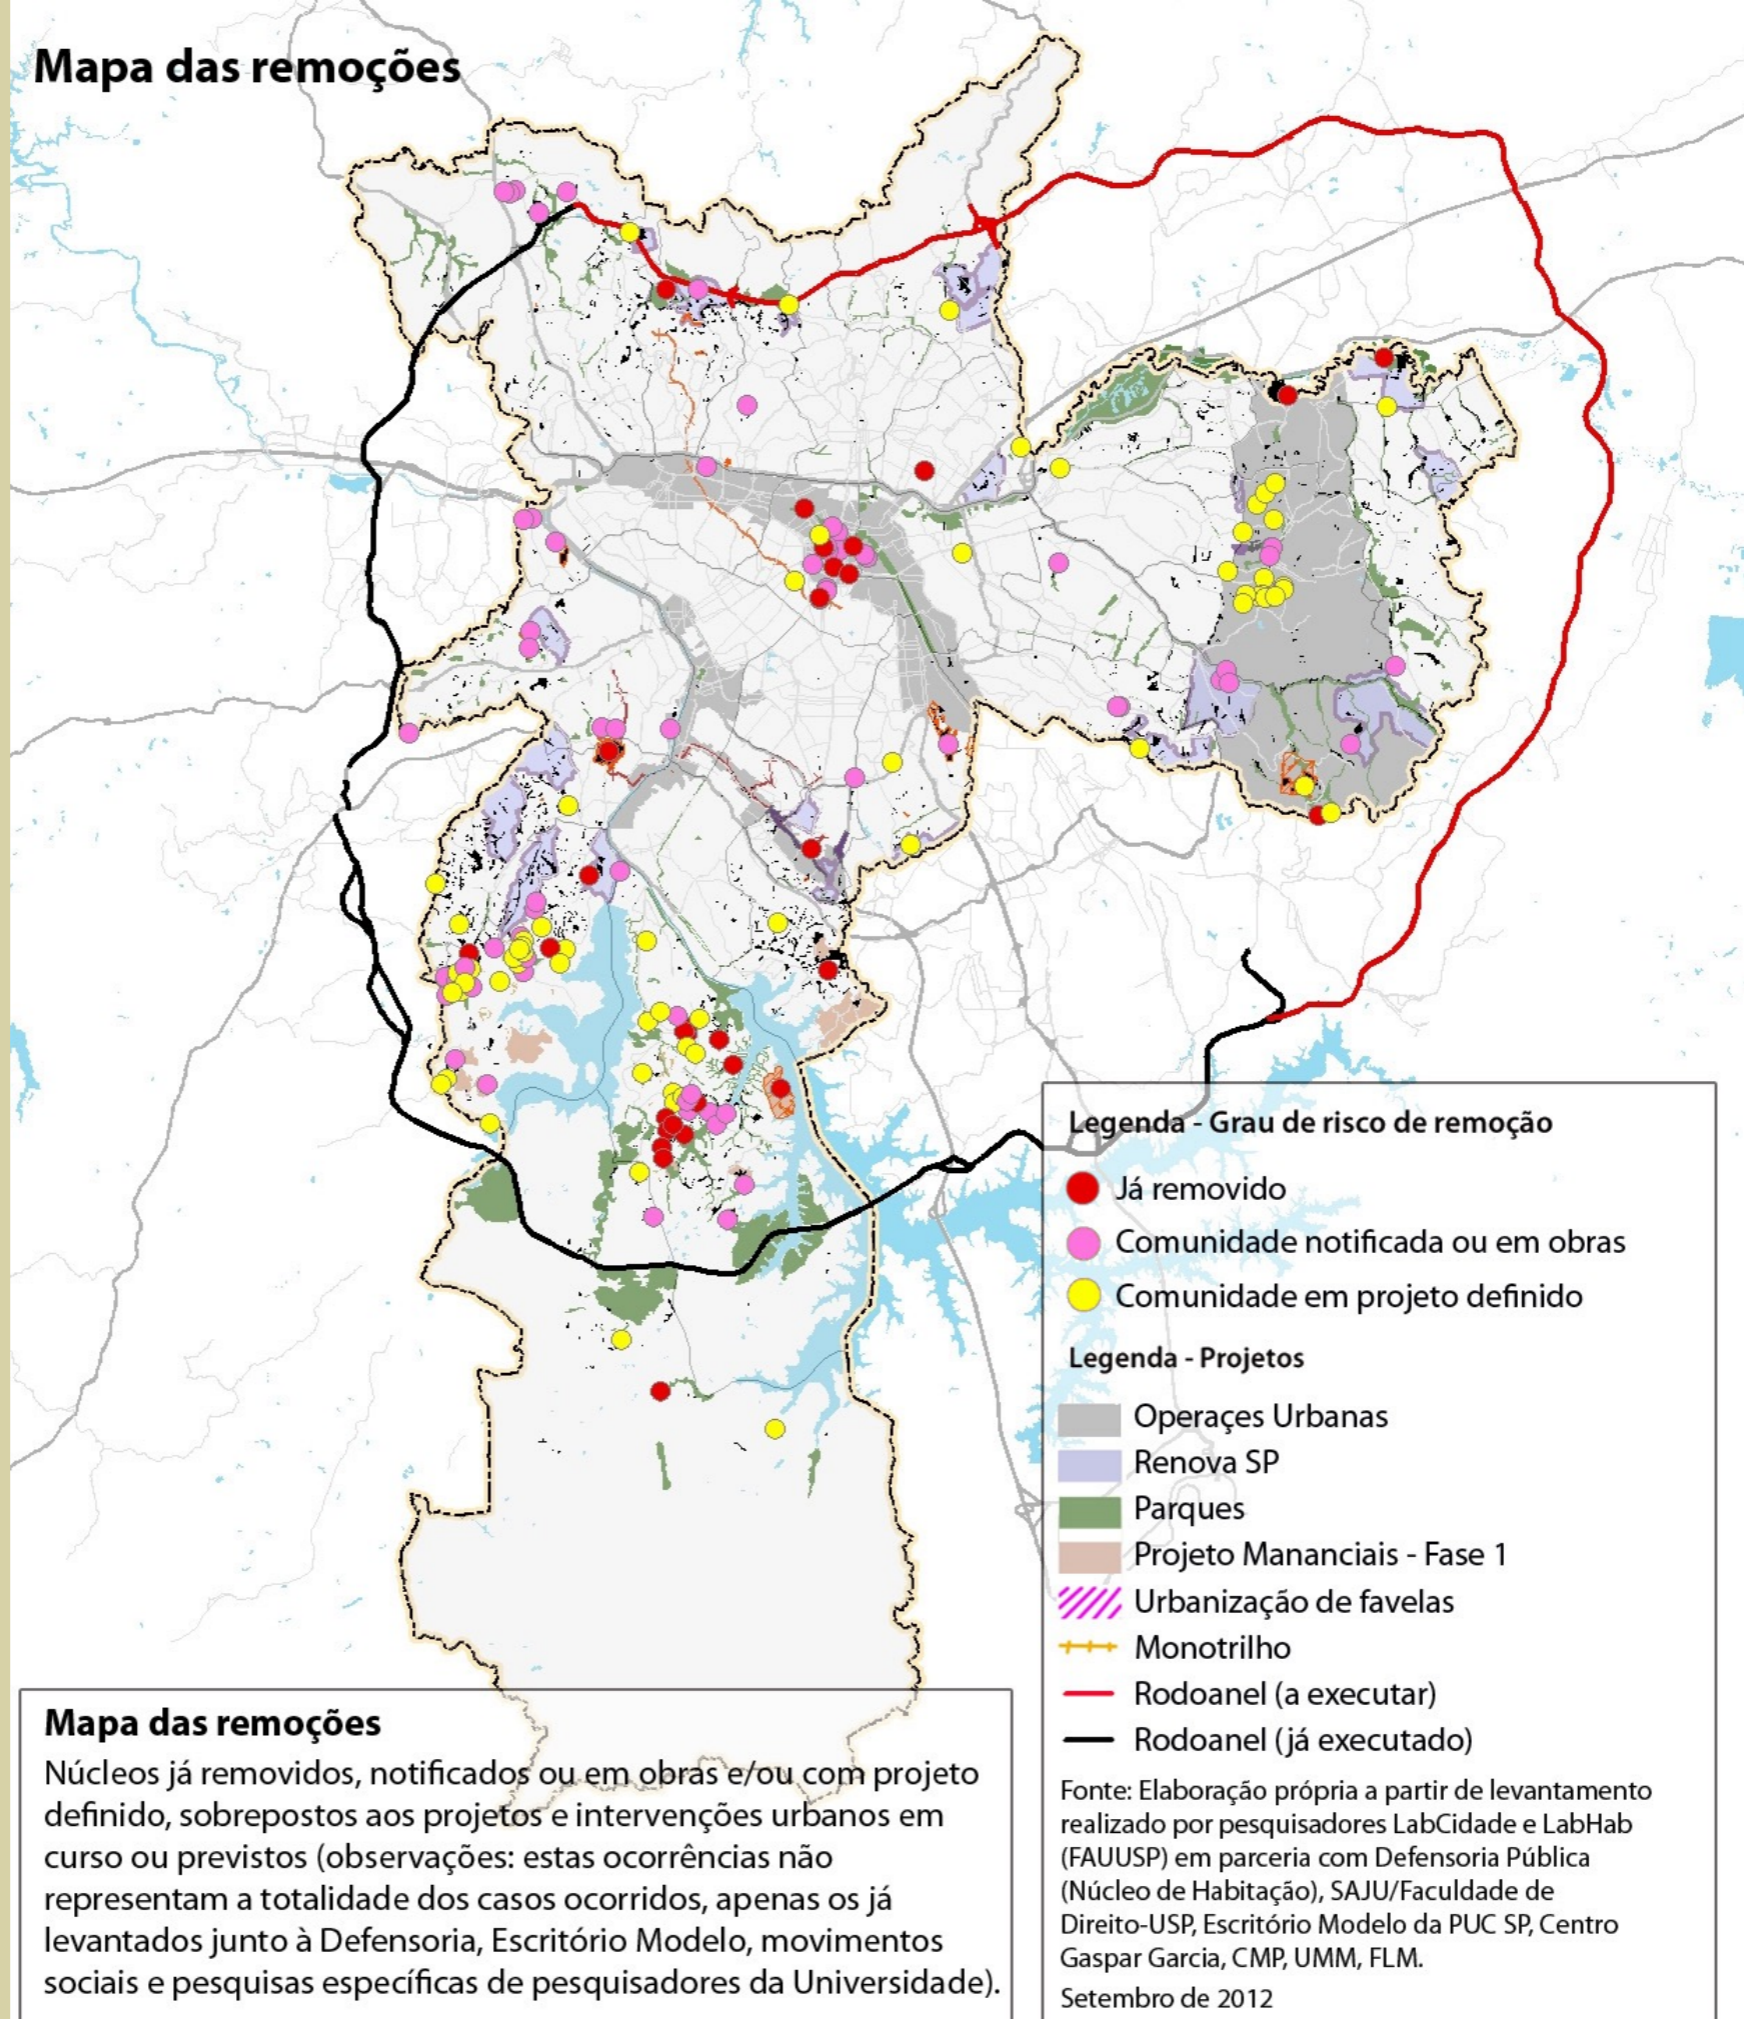 Mapa das remoções
Legenda - Grau de risco de remoção
Já removido
Comunidade notificada ou em obras
Comunidade em projeto definido
Legenda - Projetos
Operaçes Urbanas
Renova SP
Parques
Projeto Mananciais - Fase 1
Urbanização de favelas
Monotrilho
Rodoanel (a executar)
Rodoanel (já executado)
Fonte: Elaboração própria a partir de levantamento
realizado por pesquisadores LabCidade e LabHab
(FAUUSP) em parceria com Defensoria Pública
(Núcleo de Habitação), SAJU/Faculdade de
Direito-USP, Escritório Modelo da PUC SP, Centro
Gaspar Garcia, CMP, UMM, FLM.
Setembro de 2012
Mapa das remoções
Núcleos já removidos, notificados ou em obras e/ou com projeto
definido, sobrepostos aos projetos e intervenções urbanos em
curso ou previstos (observações: estas ocorrências não
representam a totalidade dos casos ocorridos, apenas os já
levantados junto à Defensoria, Escritório Modelo, movimentos
sociais e pesquisas específicas de pesquisadores da Universidade).